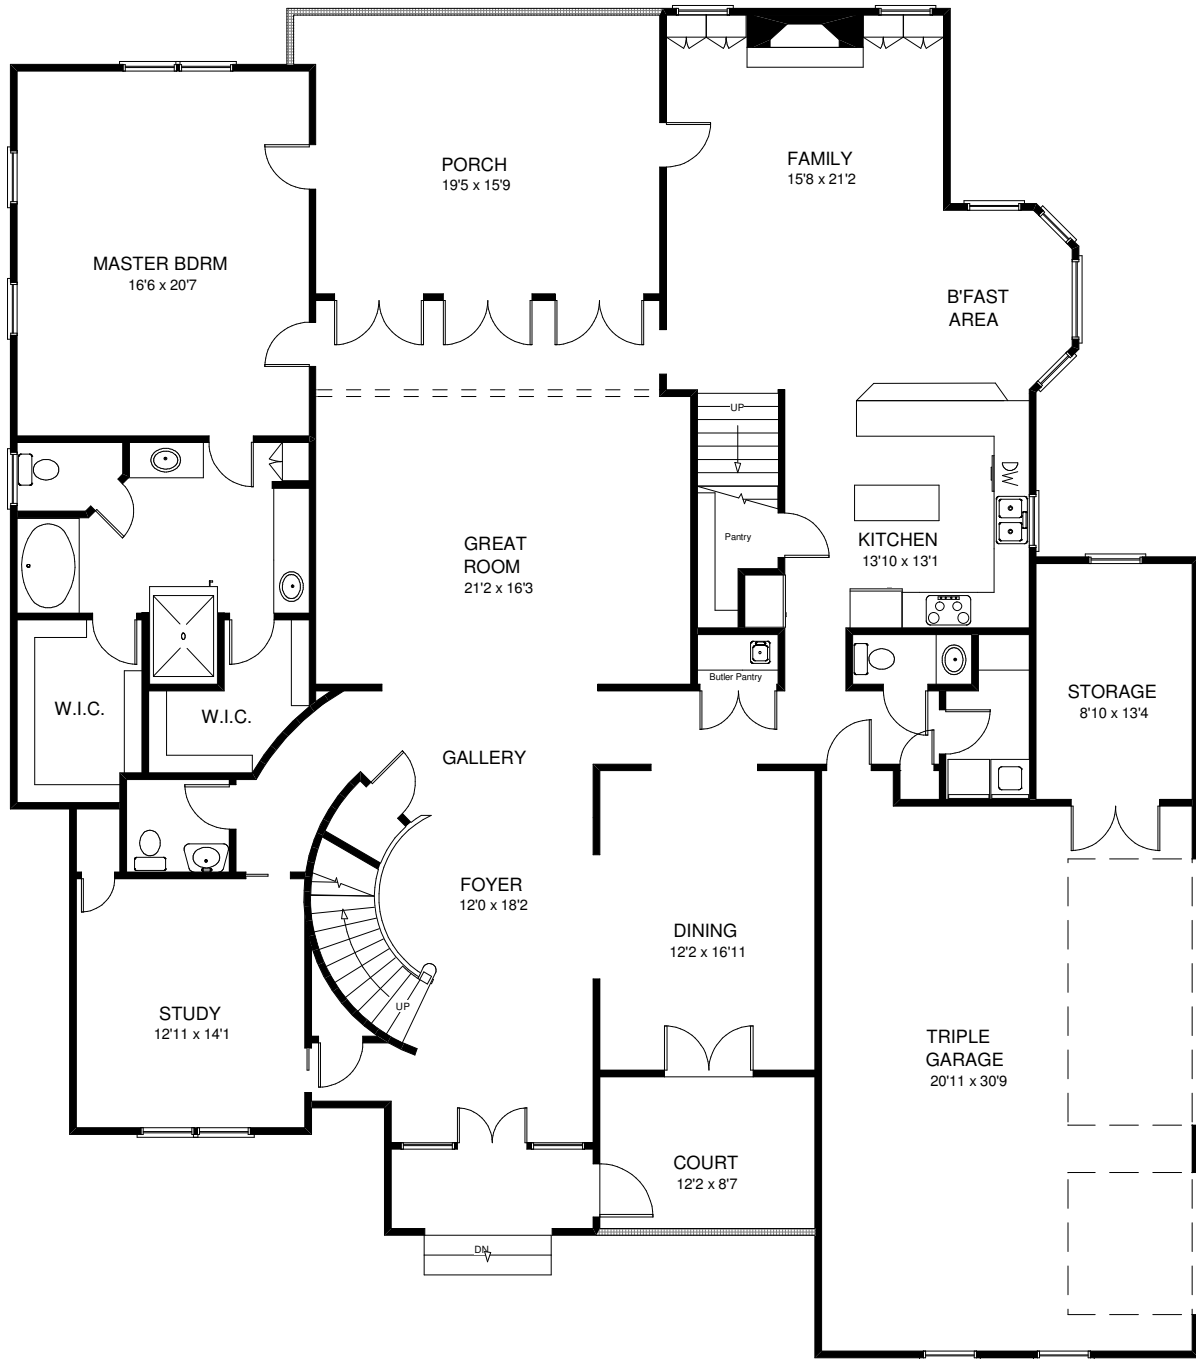 PORCH
19'5 x 15'9
FAMILY
15'8 x 21'2
MASTER BDRM
16'6 x 20'7
B'FAST
AREA
UP
DW
Pantry
GREAT
ROOM
21'2 x 16'3
KITCHEN
13'10 x 13'1
Butler Pantry
STORAGE
8'10 x 13'4
W.I.C.
W.I.C.
GALLERY
FOYER
12'0 x 18'2
DINING
12'2 x 16'11
UP
STUDY
12'11 x 14'1
TRIPLE
GARAGE
20'11 x 30'9
COURT
12'2 x 8'7
DN